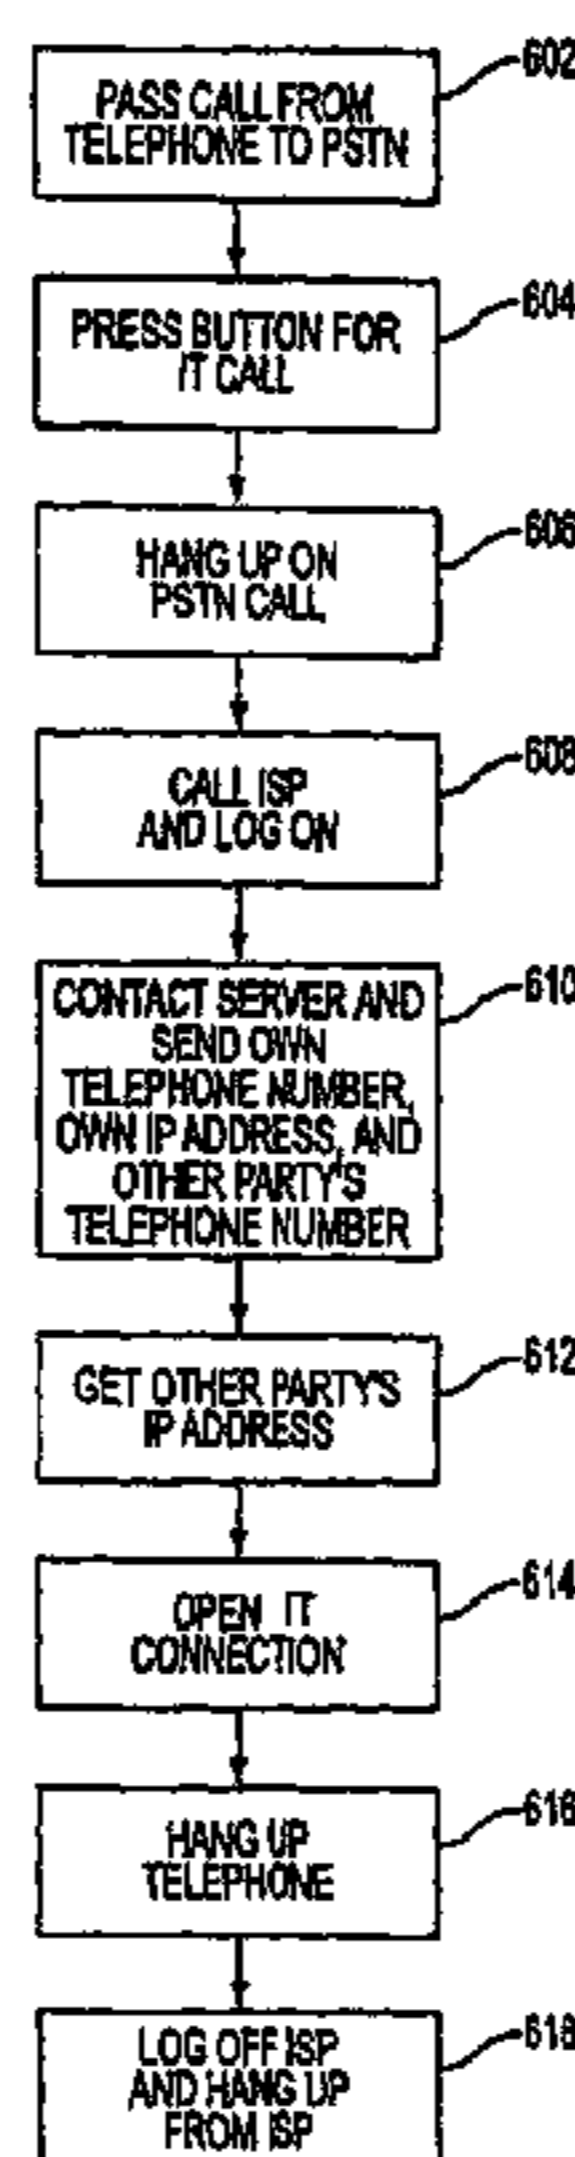 PASS CALL FROM
TELEPHONE TO PSTN
602
PRESS BUTTON FOR
IT CALL
604
HANG UP ON
PSTN CALL
606
CALL ISP
AND LOG ON
608
CONTACT SERVER AND
SEND OWN
TELEPHONE NUMBER,
OWN IP ADDRESS, AND
OTHER PARTY'S
TELEPHONE NUMBER
610
GET OTHER PARTY'S
IP ADDRESS
612
OPEN IT
CONNECTION
614
HANG UP
TELEPHONE
616
LOG OFF ISP
AND HANG UP
FROM ISP
618